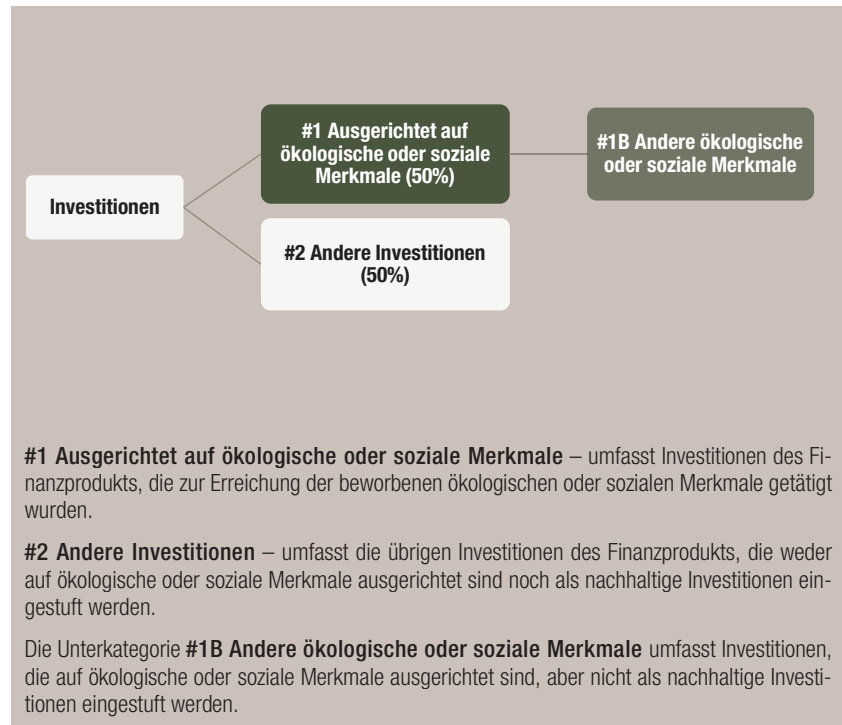 #1 Ausgerichtet auf
ökologische oder soziale
Merkmale (50%)
#1B Andere ökologische
oder soziale Merkmale
Investitionen
#2 Andere Investitionen
(50%)
#1 Ausgerichtet auf ökologische oder soziale Merkmale – umfasst Investitionen des Fi-
nanzprodukts, die zur Erreichung der beworbenen ökologischen oder sozialen Merkmale getätigt
wurden.
#2 Andere Investitionen – umfasst die übrigen Investitionen des Finanzprodukts, die weder
auf ökologische oder soziale Merkmale ausgerichtet sind noch als nachhaltige Investitionen ein-
gestuft werden.
Die Unterkategorie #1B Andere ökologische oder soziale Merkmale umfasst Investitionen,
die auf ökologische oder soziale Merkmale ausgerichtet sind, aber nicht als nachhaltige Investi-
tionen eingestuft werden.